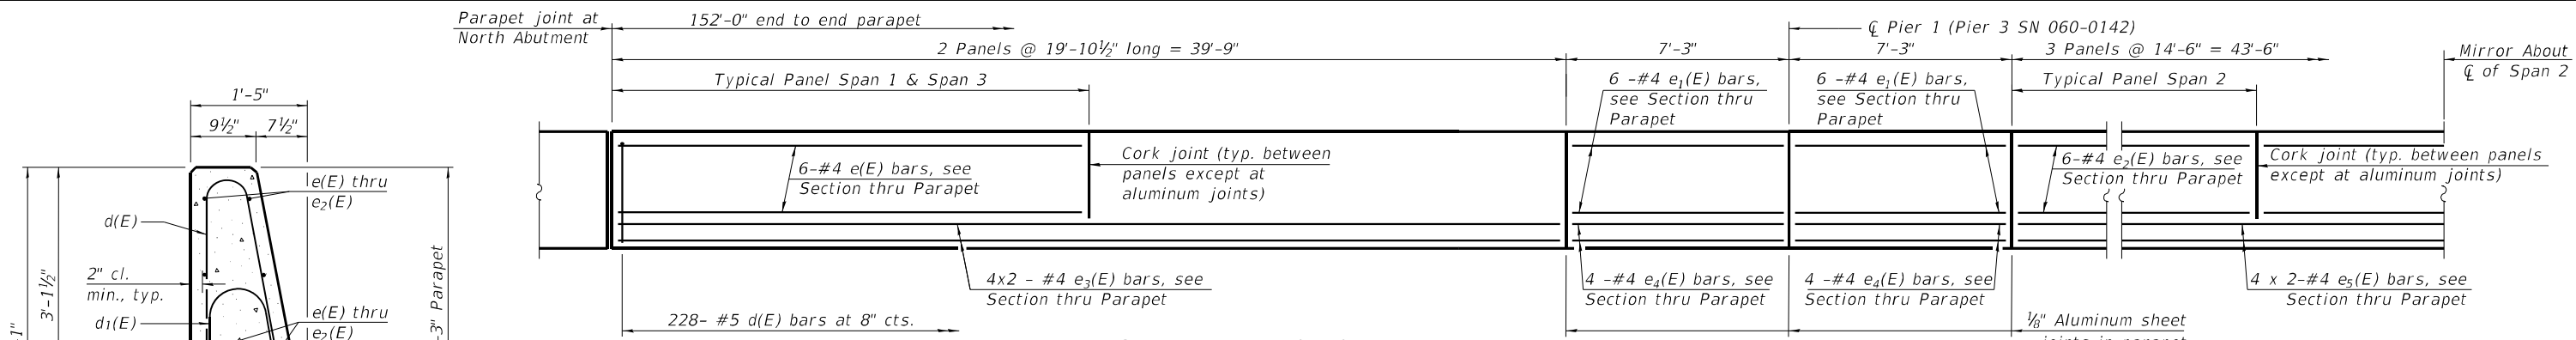 Parapet joint at
North Abutment
152'-0" end to end parapet
℄ Pier 1 (Pier 3 SN 060-0142)
2 Panels @ 19'-10½" long = 39'-9"
7'-3"
7'-3"
3 Panels @ 14'-6" = 43'-6"
Mirror About
℄ of Span 2
Typical Panel Span 1 & Span 3
6 -#4 e₁(E) bars,
see Section thru
Parapet
6 -#4 e₁(E) bars,
see Section thru
Parapet
Typical Panel Span 2
1'-5"
9½"
7½"
6-#4 e(E) bars, see
Section thru Parapet
Cork joint (typ. between
panels except at
aluminum joints)
6-#4 e₂(E) bars, see
Section thru Parapet
Cork joint (typ. between panels
except at aluminum joints)
e(E) thru
e₂(E)
d(E)
2" cl.
min., typ.
3'-1½"
d₁(E)
e(E) thru
e₂(E)
-3" Parapet
-1"
4x2 - #4 e₃(E) bars, see
Section thru Parapet
4 -#4 e₄(E) bars, see
Section thru Parapet
4 -#4 e₄(E) bars, see
Section thru Parapet
4 x 2-#4 e₅(E) bars, see
Section thru Parapet
228- #5 d(E) bars at 8" cts.
⅛" Aluminum sheet
joints in parapet